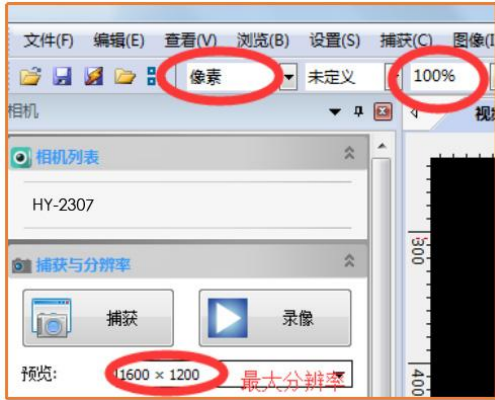 文件(F) 编辑(E) 查看(V) 浏览(B) 设置(S) 捕获(C) 图像(I
像素 未定义 100%
相机 视
相机列表
HY-2307
捕获与分辨率
捕获 录像
预览: 1600 × 1200 最大分辨率
300
400